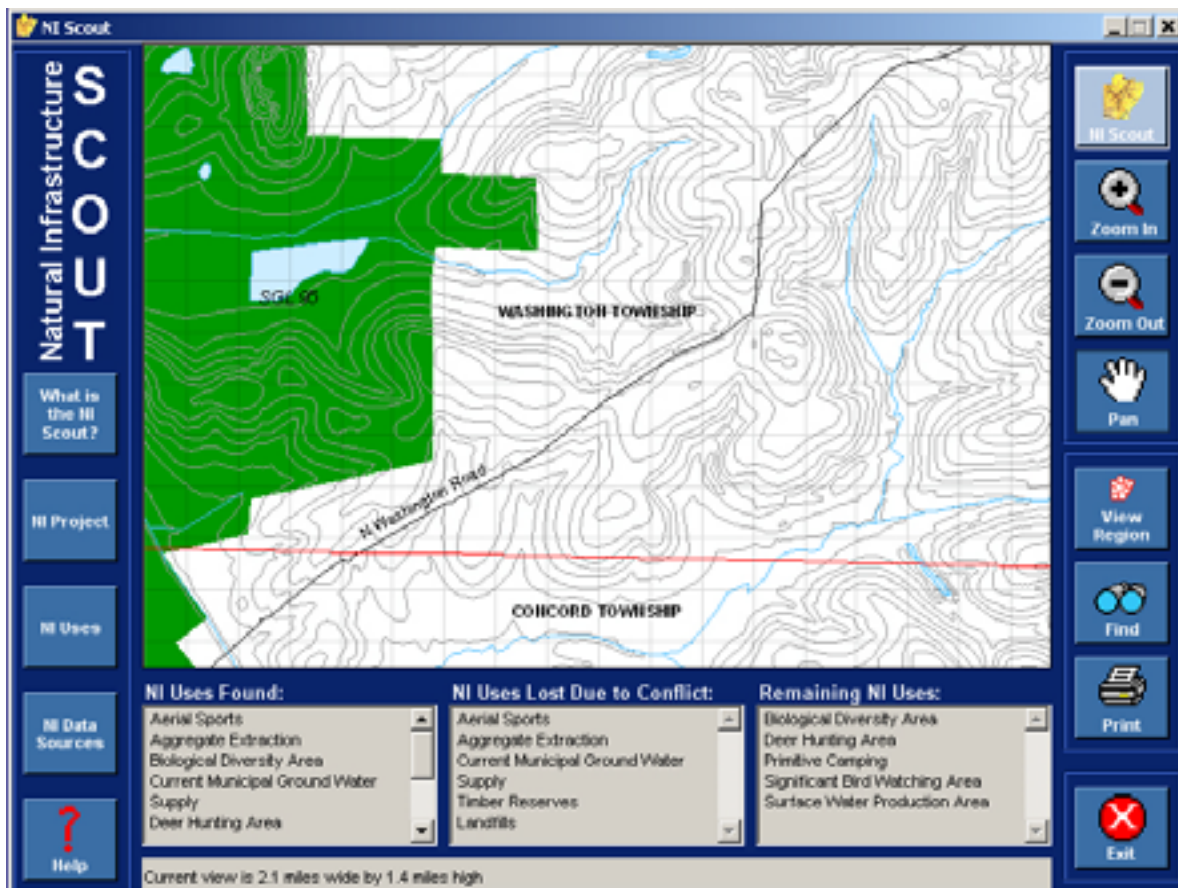 NI Scout
Natural Infrastructure
SCOUT
What is
the NI
Scout?
NI Project
NI Uses
NI Data
Sources
Help
SGL 95
WASHINGTON TOWNSHIP
N Washington Road
CONCORD TOWNSHIP
NI Scout
Zoom In
Zoom Out
Pan
View
Region
Find
Print
Exit
NI Uses Found:
Aerial Sports
Aggregate Extraction
Biological Diversity Area
Current Municipal Ground Water
Supply
Deer Hunting Area
NI Uses Lost Due to Conflict:
Aerial Sports
Aggregate Extraction
Current Municipal Ground Water
Supply
Timber Reserves
Landfills
Remaining NI Uses:
Biological Diversity Area
Deer Hunting Area
Primitive Camping
Significant Bird Watching Area
Surface Water Production Area
Current view is 2.1 miles wide by 1.4 miles high